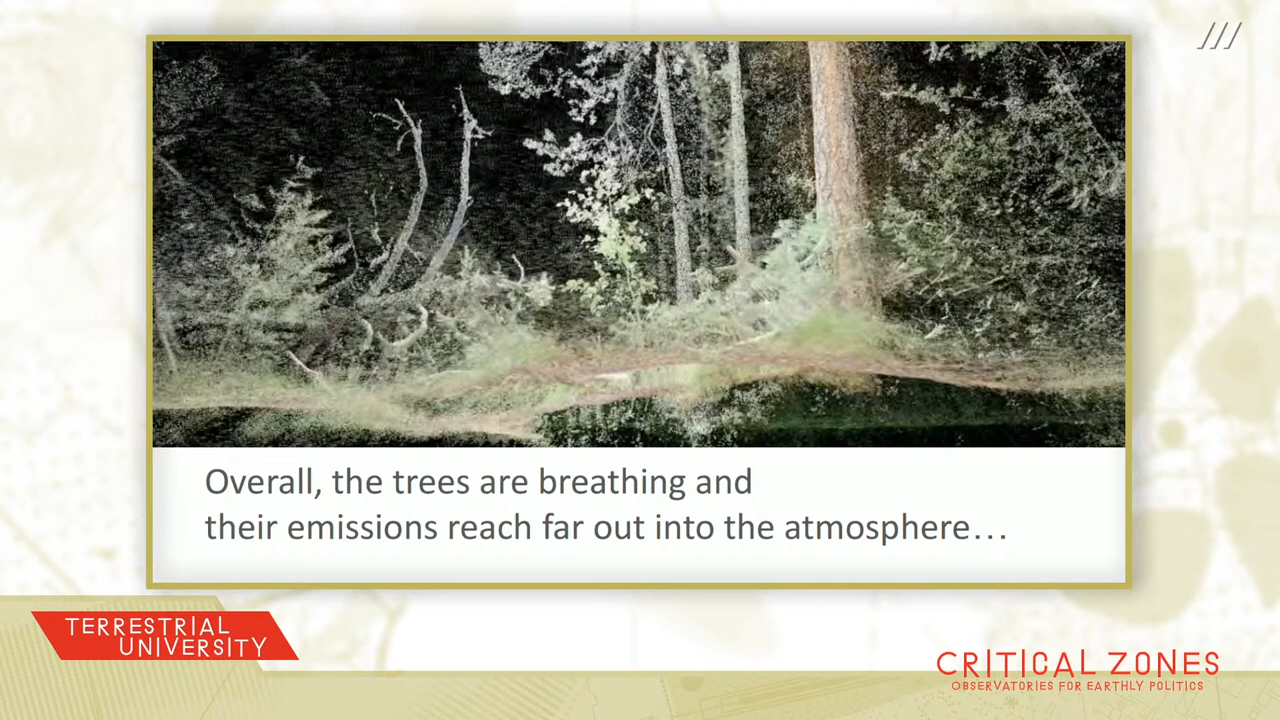 Overall, the trees are breathing and
their emissions reach far out into the atmosphere…
TERRESTRIAL
UNIVERSITY
CRITICAL ZONES
OBSERVATORIES FOR EARTHLY POLITICS